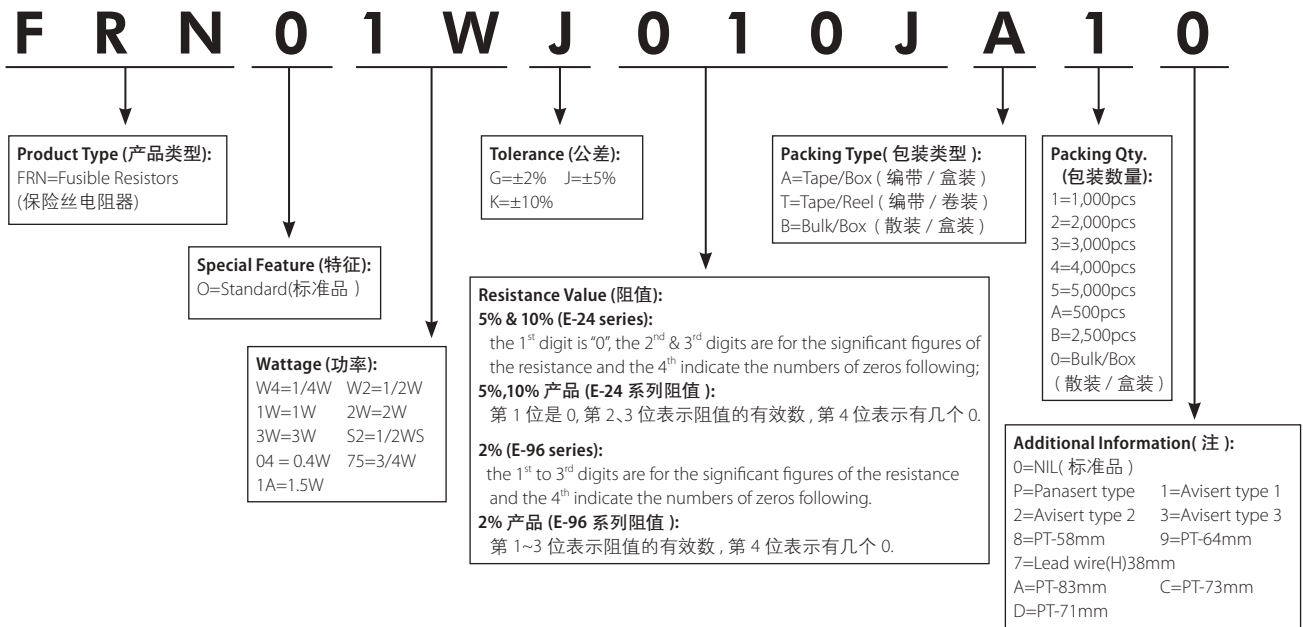 FRN01WJ010JA10
Product Type (产品类型):
FRN=Fusible Resistors
(保险丝电阻器)
Special Feature (特征):
O=Standard(标准品 )
Wattage (功率):
W4=1/4W W2=1/2W
1W=1W 2W=2W
3W=3W S2=1/2WS
04 = 0.4W 75=3/4W
1A=1.5W
Tolerance (公差):
G=±2% J=±5%
K=±10%
Resistance Value (阻值):
5% & 10% (E-24 series):
the 1st digit is "0", the 2nd & 3rd digits are for the significant figures of
the resistance and the 4th indicate the numbers of zeros following;
5%,10% 产品 (E-24 系列阻值 ):
第 1 位是 0, 第 2、3 位表示阻值的有效数 , 第 4 位表示有几个 0.
2% (E-96 series):
the 1st to 3rd digits are for the significant figures of the resistance
and the 4th indicate the numbers of zeros following.
2% 产品 (E-96 系列阻值 ):
第 1~3 位表示阻值的有效数 , 第 4 位表示有几个 0.
Packing Type( 包装类型 ):
A=Tape/Box ( 编带 / 盒装 )
T=Tape/Reel ( 编带 / 卷装 )
B=Bulk/Box ( 散装 / 盒装 )
Packing Qty.
(包装数量):
1=1,000pcs
2=2,000pcs
3=3,000pcs
4=4,000pcs
5=5,000pcs
A=500pcs
B=2,500pcs
0=Bulk/Box
( 散装 / 盒装 )
Additional Information( 注 ):
0=NIL( 标准品 )
P=Panasert type 1=Avisert type 1
2=Avisert type 2 3=Avisert type 3
8=PT-58mm 9=PT-64mm
7=Lead wire(H)38mm
A=PT-83mm C=PT-73mm
D=PT-71mm